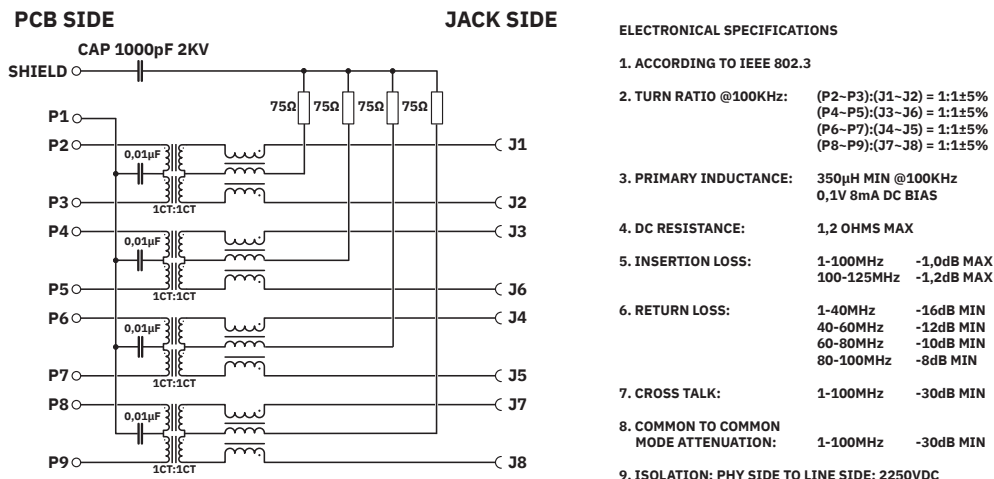 PCB SIDE
JACK SIDE
CAP 1000pF 2KV
SHIELD
75Ω 75Ω 75Ω 75Ω
P1
P2
0,01µF
J1
P3
1CT:1CT
J2
P4
0,01µF
J3
P5
1CT:1CT
J6
P6
0,01µF
J4
P7
1CT:1CT
J5
P8
0,01µF
J7
P9
1CT:1CT
J8
ELECTRONICAL SPECIFICATIONS
1. ACCORDING TO IEEE 802.3
2. TURN RATIO @100KHz: (P2~P3):(J1~J2) = 1:1±5%
(P4~P5):(J3~J6) = 1:1±5%
(P6~P7):(J4~J5) = 1:1±5%
(P8~P9):(J7~J8) = 1:1±5%
3. PRIMARY INDUCTANCE: 350µH MIN @100KHz
0,1V 8mA DC BIAS
4. DC RESISTANCE: 1,2 OHMS MAX
5. INSERTION LOSS: 1-100MHz -1,0dB MAX
100-125MHz -1,2dB MAX
6. RETURN LOSS: 1-40MHz -16dB MIN
40-60MHz -12dB MIN
60-80MHz -10dB MIN
80-100MHz -8dB MIN
7. CROSS TALK: 1-100MHz -30dB MIN
8. COMMON TO COMMON
MODE ATTENUATION: 1-100MHz -30dB MIN
9. ISOLATION: PHY SIDE TO LINE SIDE: 2250VDC